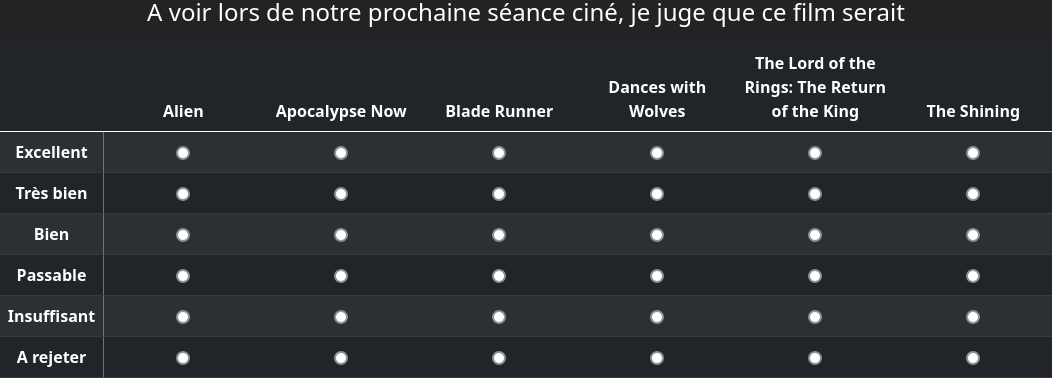 A voir lors de notre prochaine séance ciné, je juge que ce film serait
Alien
Apocalypse Now
Blade Runner
Dances with
Wolves
The Lord of the
Rings: The Return
of the King
The Shining
Excellent
Très bien
Bien
Passable
Insuffisant
A rejeter